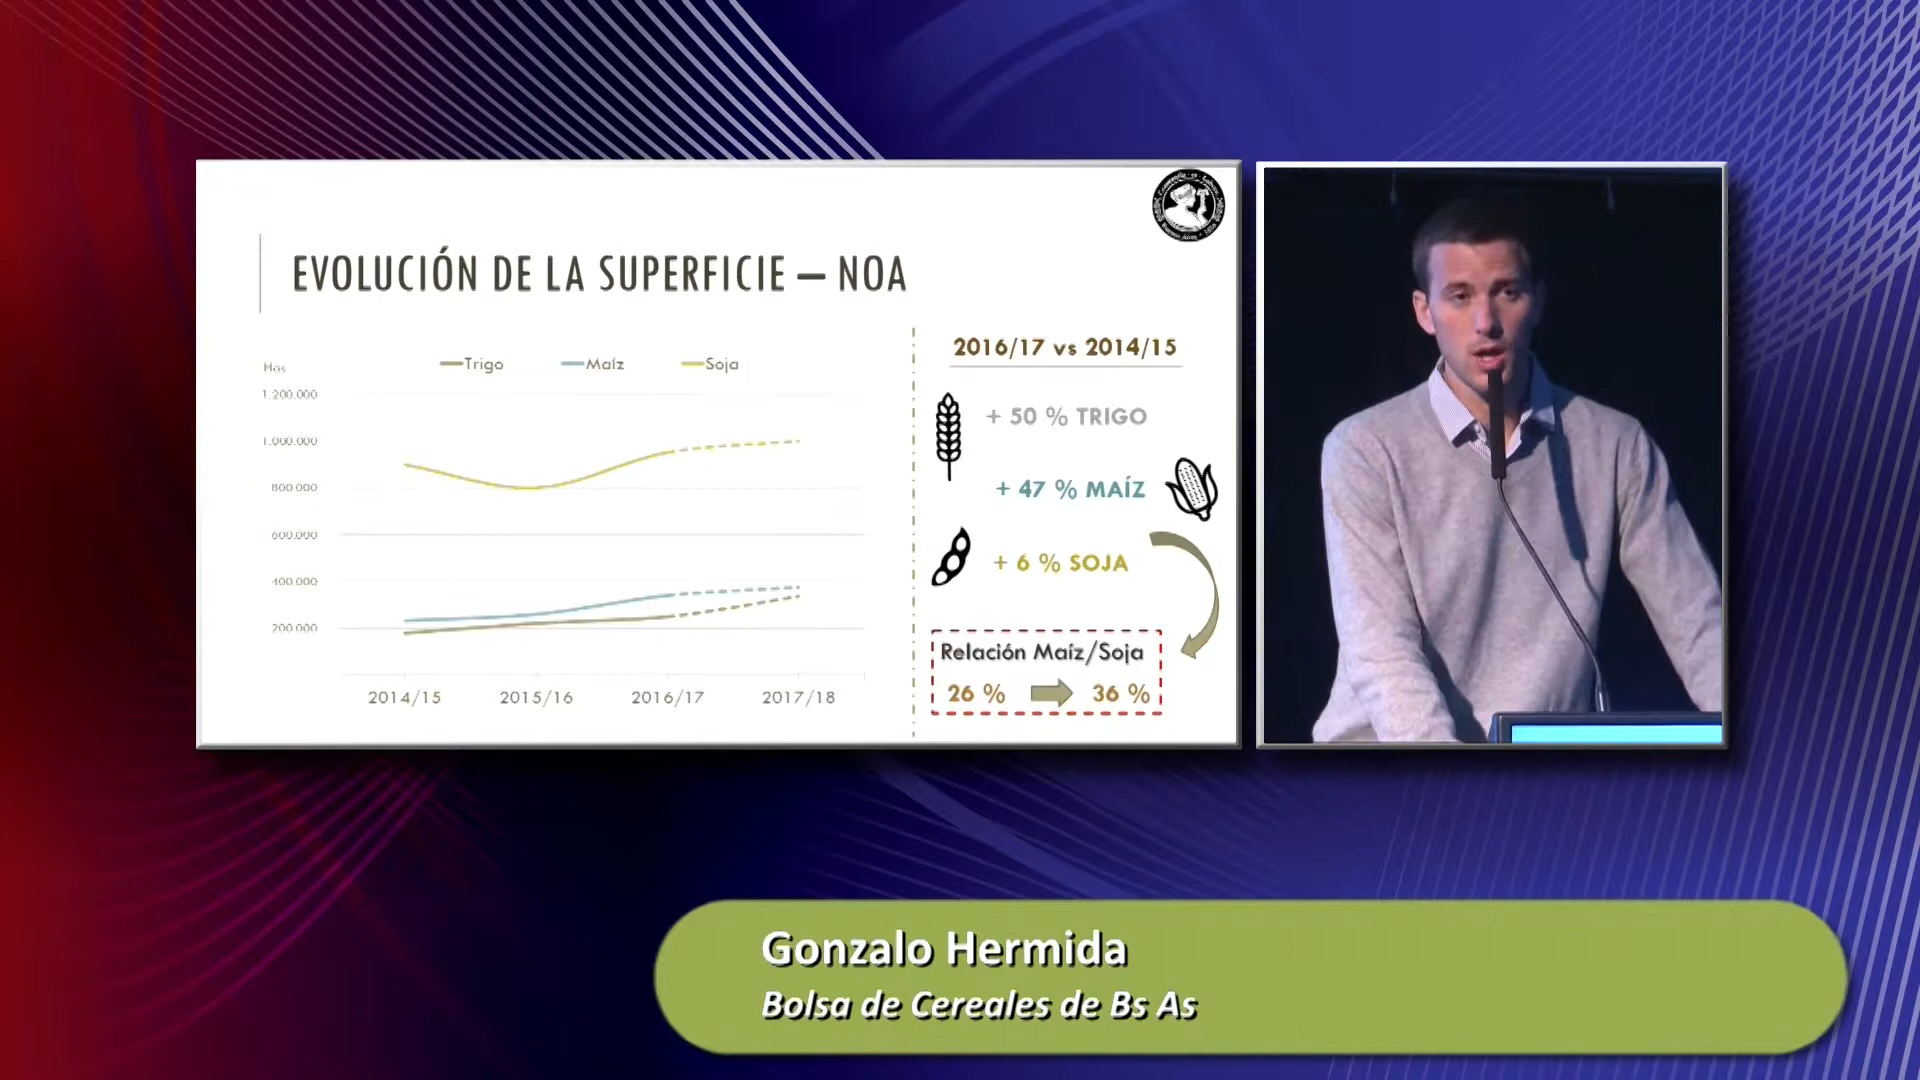 EVOLUCIÓN DE LA SUPERFICIE – NOA
Has
Trigo
Maíz
Soja
1.200.000
1.000.000
800.000
600.000
400.000
200.000
2014/15
2015/16
2016/17
2017/18
2016/17 vs 2014/15
+ 50 % TRIGO
+ 47 % MAÍZ
+ 6 % SOJA
Relación Maíz/Soja
26 %
36 %
Gonzalo Hermida
Bolsa de Cereales de Bs As